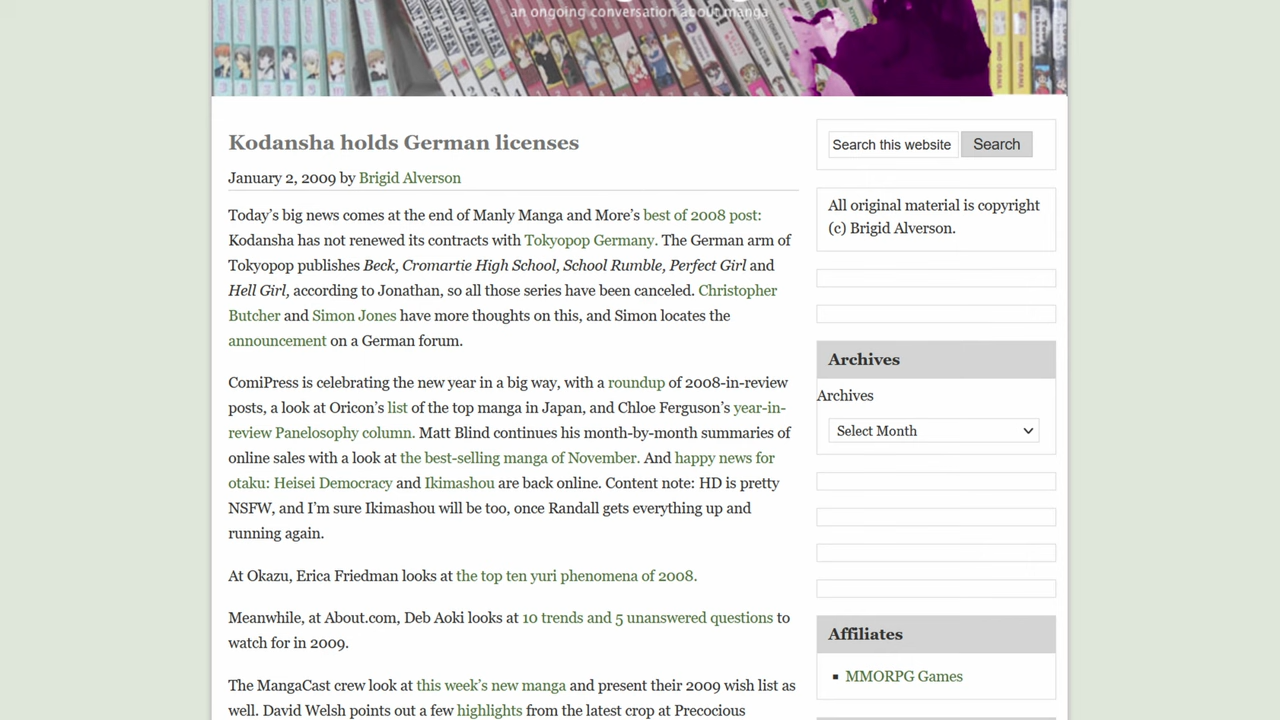 an ongoing conversation about manga
Kodansha holds German licenses
January 2, 2009 by Brigid Alverson
Today’s big news comes at the end of Manly Manga and More’s best of 2008 post:
Kodansha has not renewed its contracts with Tokyopop Germany. The German arm of
Tokyopop publishes Beck, Cromartie High School, School Rumble, Perfect Girl and
Hell Girl, according to Jonathan, so all those series have been canceled. Christopher
Butcher and Simon Jones have more thoughts on this, and Simon locates the
announcement on a German forum.
ComiPress is celebrating the new year in a big way, with a roundup of 2008-in-review
posts, a look at Oricon’s list of the top manga in Japan, and Chloe Ferguson’s year-in-
review Panelosophy column. Matt Blind continues his month-by-month summaries of
online sales with a look at the best-selling manga of November. And happy news for
otaku: Heisei Democracy and Ikimashou are back online. Content note: HD is pretty
NSFW, and I’m sure Ikimashou will be too, once Randall gets everything up and
running again.
At Okazu, Erica Friedman looks at the top ten yuri phenomena of 2008.
Meanwhile, at About.com, Deb Aoki looks at 10 trends and 5 unanswered questions to
watch for in 2009.
The MangaCast crew look at this week’s new manga and present their 2009 wish list as
well. David Welsh points out a few highlights from the latest crop at Precocious
Search this website
Search
All original material is copyright
(c) Brigid Alverson.
Archives
Archives
Select Month
Affiliates
MMORPG Games